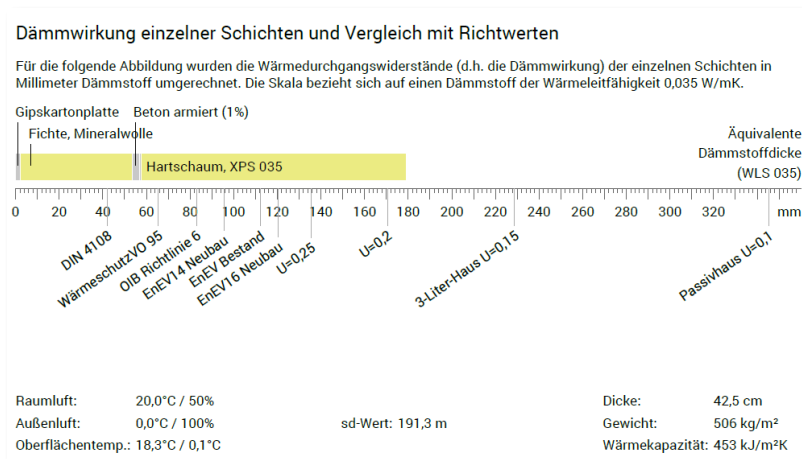 Dämmwirkung einzelner Schichten und Vergleich mit Richtwerten
Für die folgende Abbildung wurden die Wärmedurchgangswiderstände (d.h. die Dämmwirkung) der einzelnen Schichten in
Millimeter Dämmstoff umgerechnet. Die Skala bezieht sich auf einen Dämmstoff der Wärmeleitfähigkeit 0,035 W/mK.
Gipskartonplatte Beton armiert (1%)
Fichte, Mineralwolle
Äquivalente
Dämmstoffdicke
(WLS 035)
Hartschaum, XPS 035
0 20 40 60 80 100 120 140 160 180 200 220 240 260 280 300 320 mm
DIN 4108
WärmeschutzVO 95
OIB Richtlinie 6
EnEV14 Neubau
EnEV Bestand
EnEV16 Neubau
U=0,25
U=0,2
3-Liter-Haus U=0,15
Passivhaus U=0,1
Raumluft: 20,0°C / 50% Dicke: 42,5 cm
Außenluft: 0,0°C / 100% sd-Wert: 191,3 m Gewicht: 506 kg/m²
Oberflächentemp.: 18,3°C / 0,1°C Wärmekapazität: 453 kJ/m²K